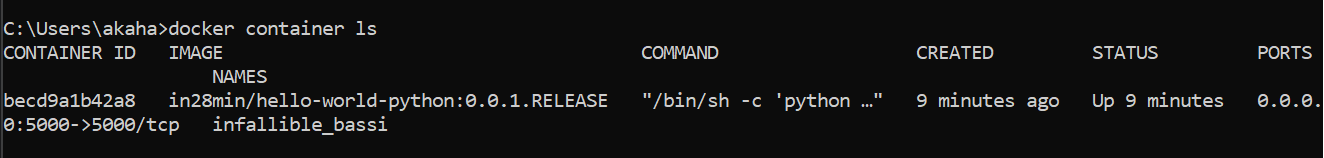 C:\Users\akaha>docker container ls
CONTAINER ID   IMAGE                                   COMMAND                  CREATED         STATUS         PORTS
                   NAMES
becd9a1b42a8   in28min/hello-world-python:0.0.1.RELEASE   "/bin/sh -c 'python …"   9 minutes ago   Up 9 minutes   0.0.0.
0:5000->5000/tcp   infallible_bassi